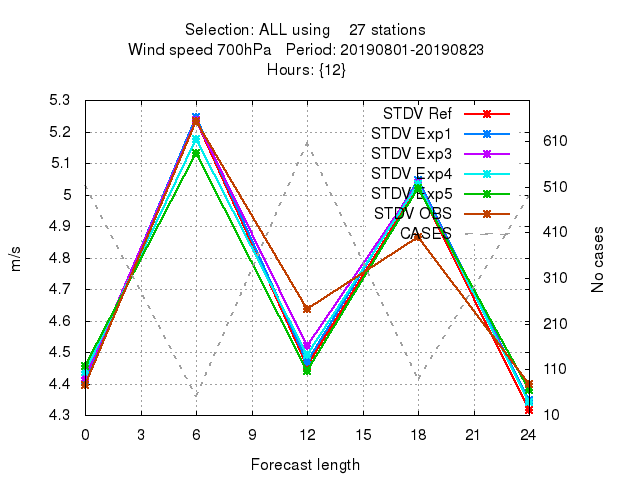 Selection: ALL using 27 stations
Wind speed 700hPa Period: 20190801-20190823
Hours: {12}
5.3
5.2
5.1
5
4.9
4.8
4.7
4.6
4.5
4.4
4.3
m/s
STDV Ref
STDV Exp1
STDV Exp3
STDV Exp4
STDV Exp5
STDV OBS
CASES
610
510
410
310
210
110
10
No cases
0 3 6 9 12 15 18 21 24
Forecast length